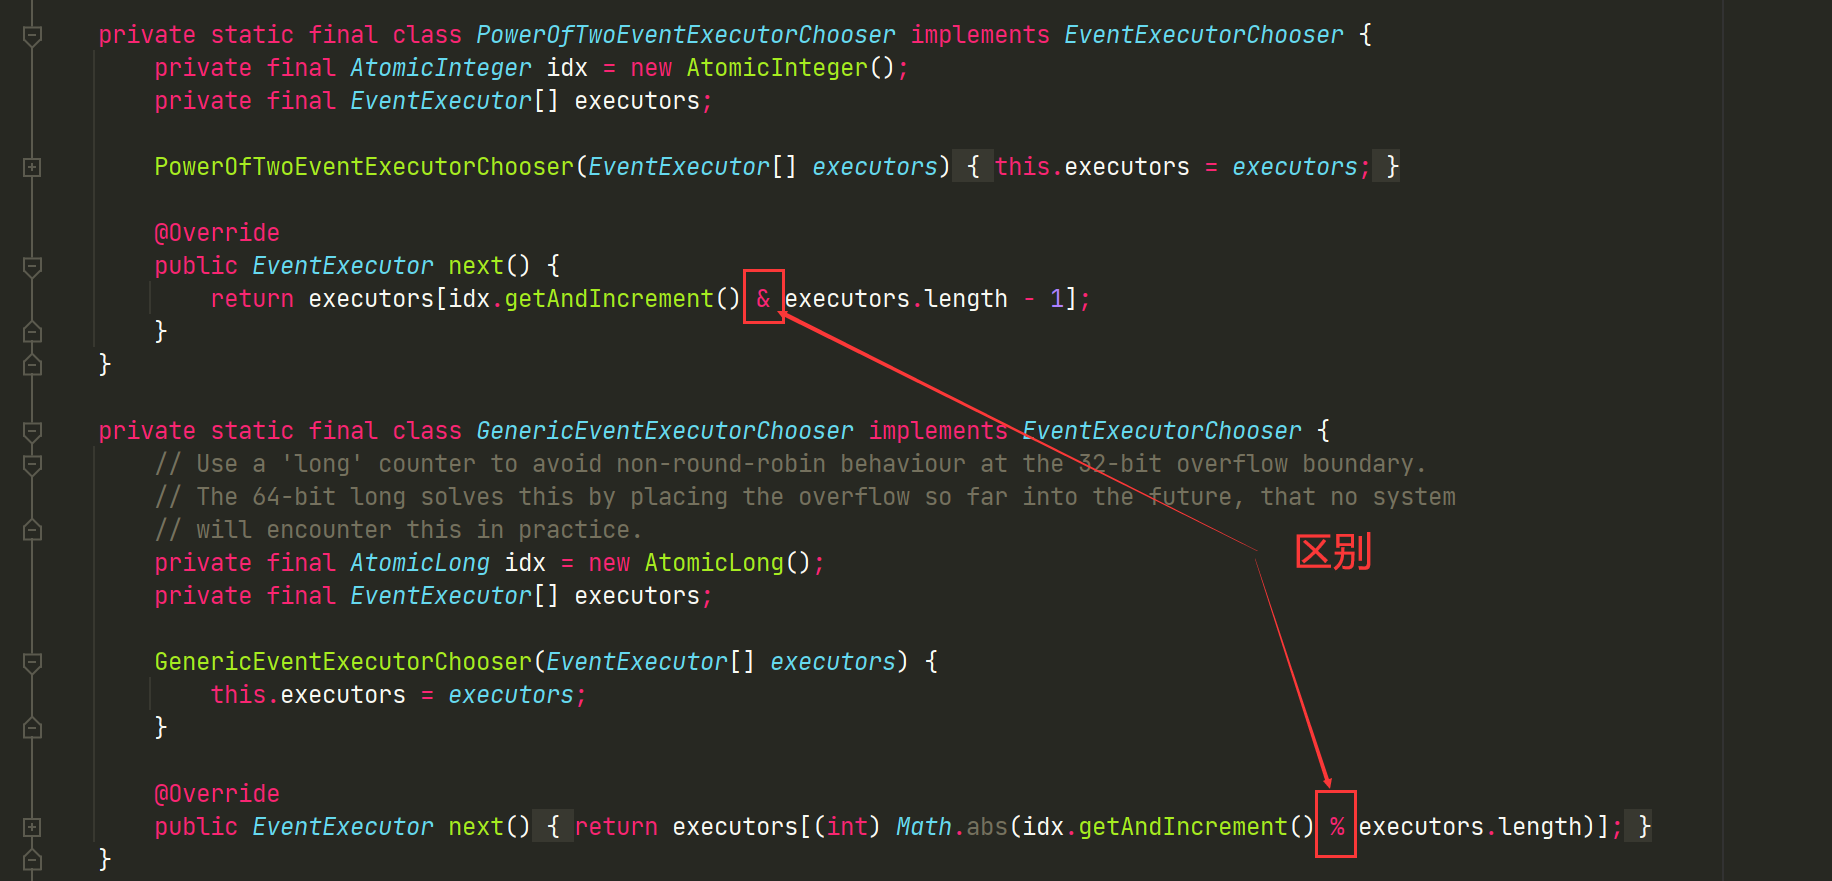 private static final class PowerOfTwoEventExecutorChooser implements EventExecutorChooser {
private final AtomicInteger idx = new AtomicInteger();
private final EventExecutor[] executors;
PowerOfTwoEventExecutorChooser(EventExecutor[] executors) { this.executors = executors; }
@Override
public EventExecutor next() {
return executors[idx.getAndIncrement() & executors.length - 1];
}
}
private static final class GenericEventExecutorChooser implements EventExecutorChooser {
// Use a 'long' counter to avoid non-round-robin behaviour at the 32-bit overflow boundary.
// The 64-bit long solves this by placing the overflow so far into the future, that no system
// will encounter this in practice.
区别
private final AtomicLong idx = new AtomicLong();
private final EventExecutor[] executors;
GenericEventExecutorChooser(EventExecutor[] executors) {
this.executors = executors;
}
@Override
public EventExecutor next() { return executors[(int) Math.abs(idx.getAndIncrement() % executors.length)]; }
}